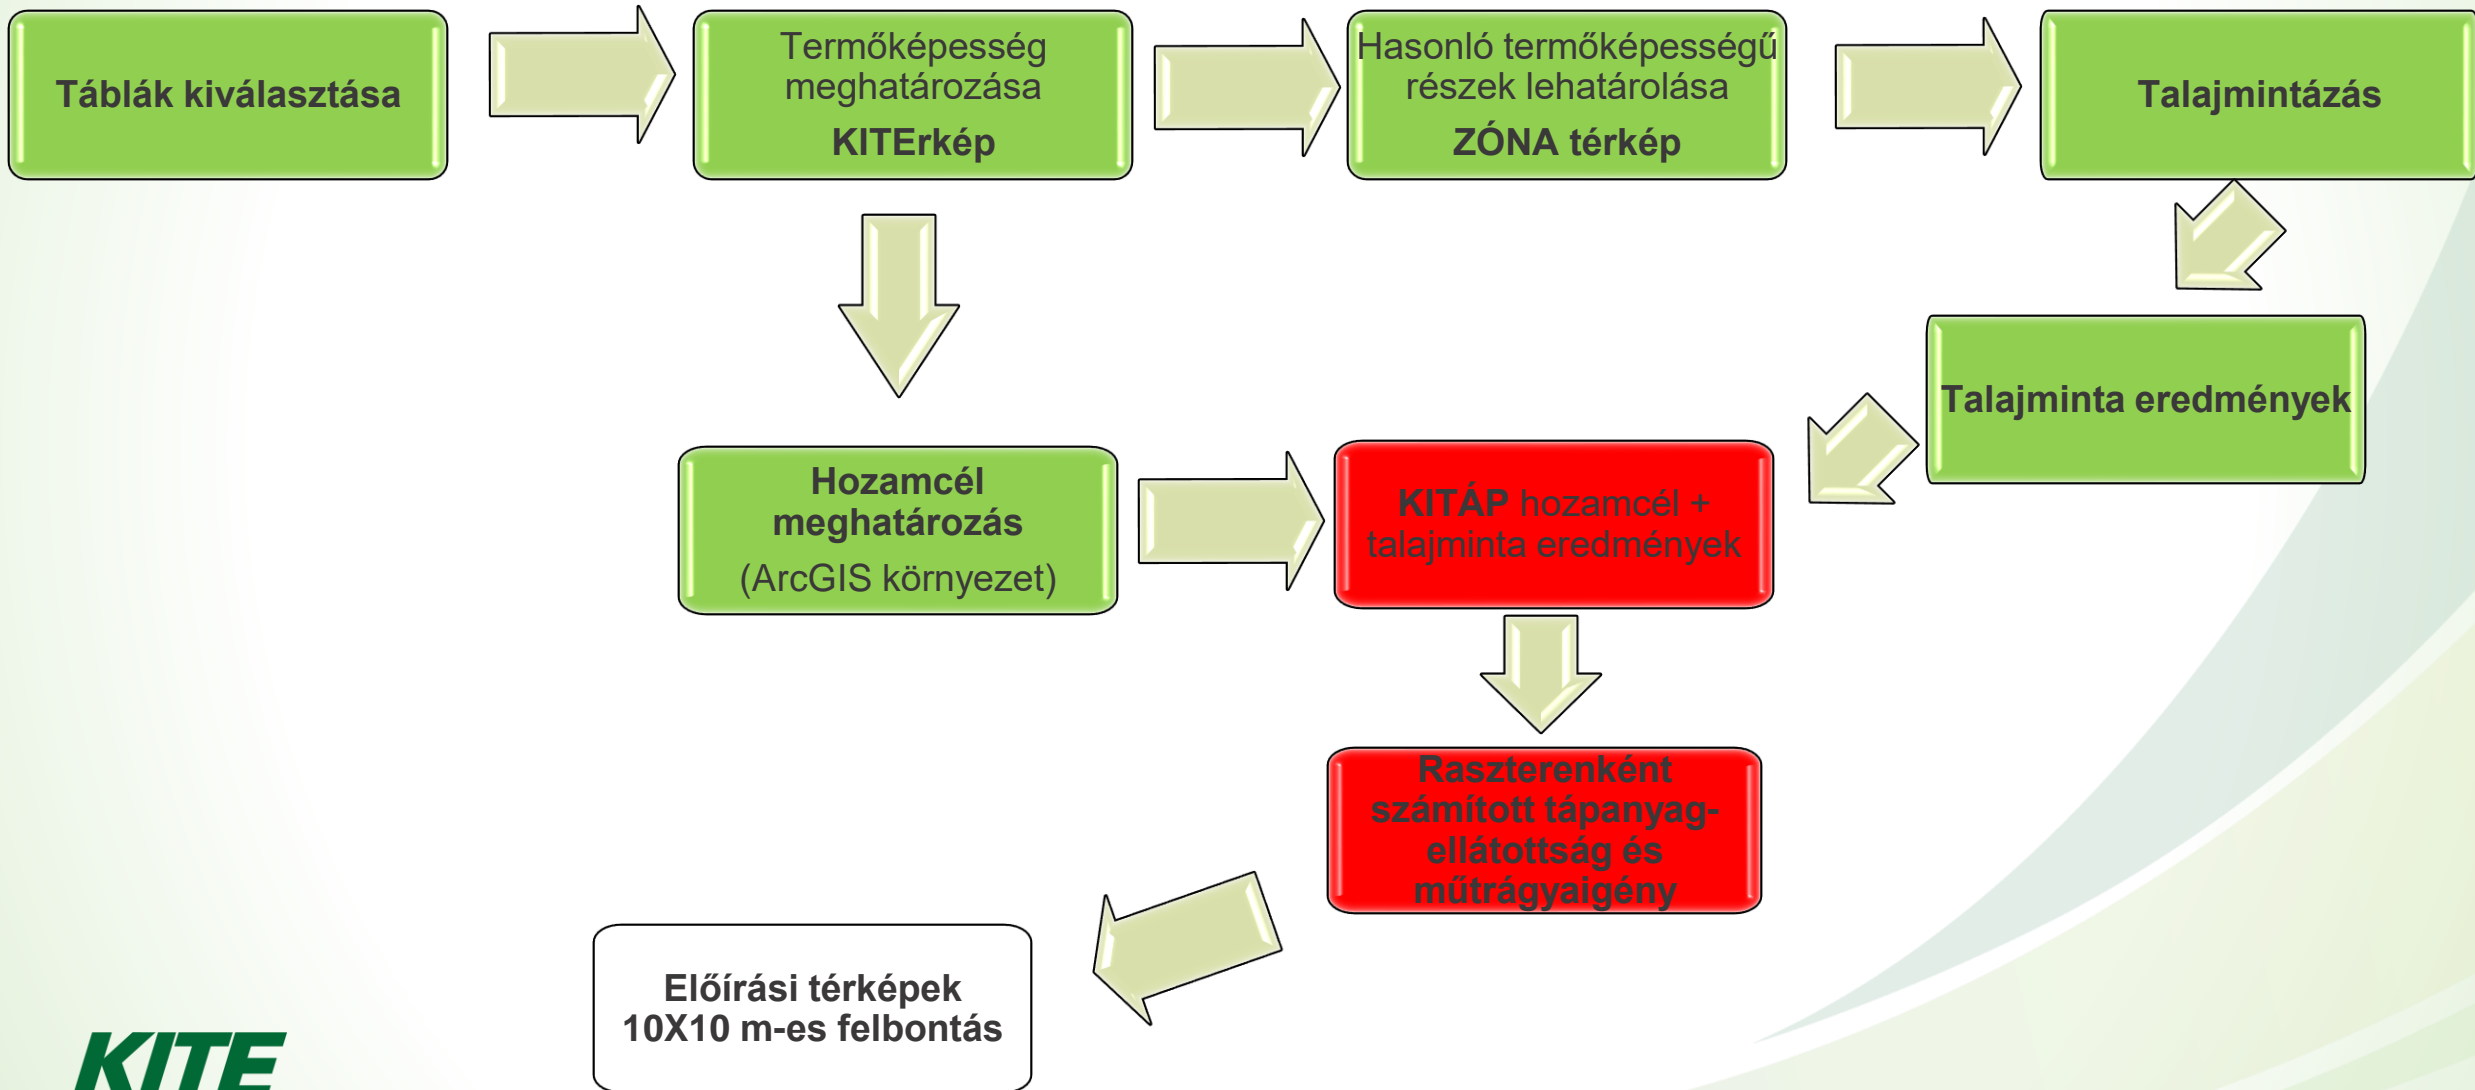 Táblák kiválasztása
Termőképesség
meghatározása
KITErkép
Hasonló termőképességű
részek lehatárolása
ZÓNA térkép
Talajmintázás
Talajminta eredmények
Hozamcél
meghatározás
(ArcGIS környezet)
KITÁP hozamcél +
talajminta eredmények
Raszterenként
számított tápanyag-
ellátottság és
műtrágyaigény
Előírási térképek
10X10 m-es felbontás
KITE